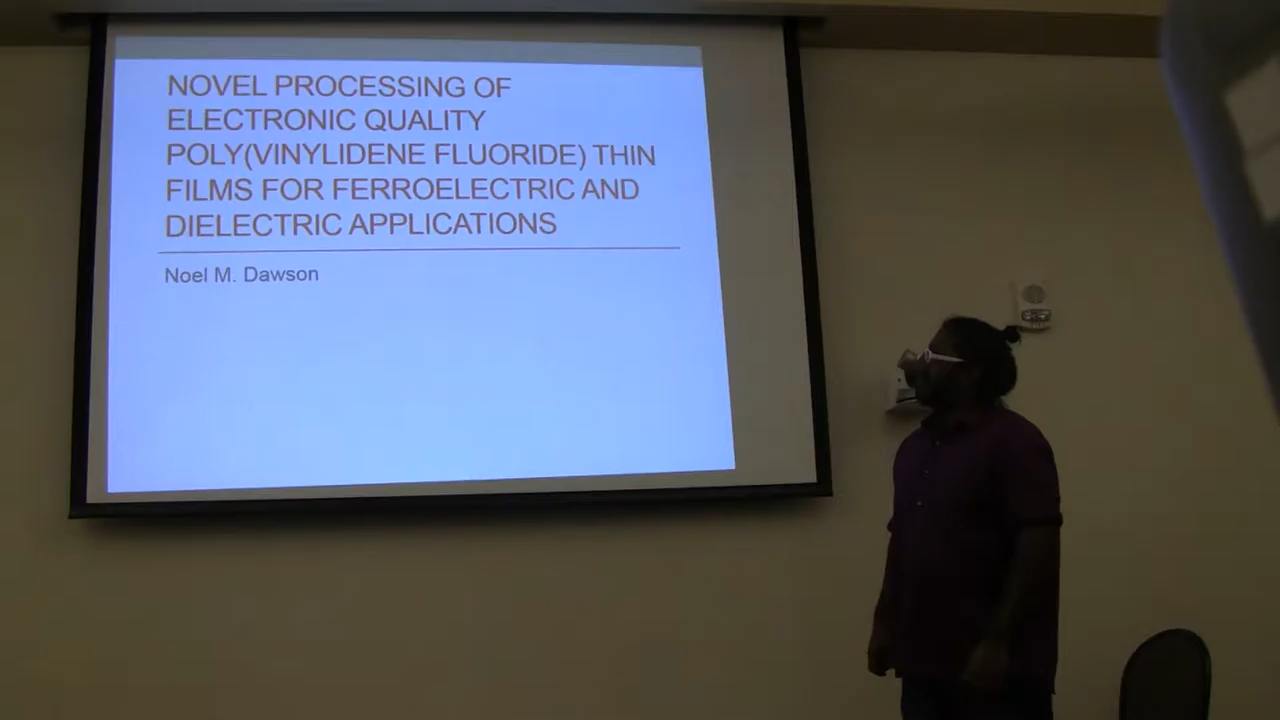 NOVEL PROCESSING OF
ELECTRONIC QUALITY
POLY(VINYLIDENE FLUORIDE) THIN
FILMS FOR FERROELECTRIC AND
DIELECTRIC APPLICATIONS
Noel M. Dawson